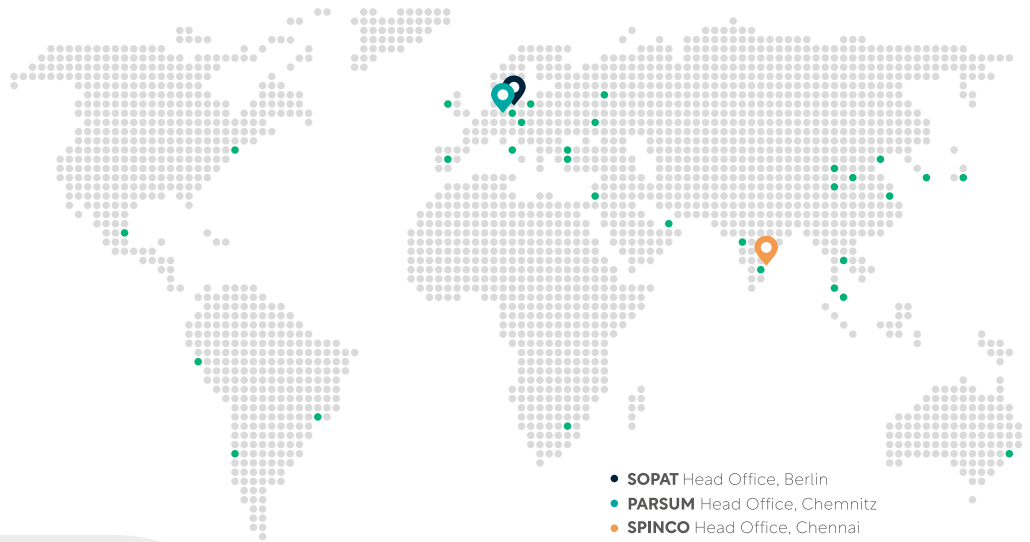 SOPAT Head Office, Berlin
PARSUM Head Office, Chemnitz
SPINCO Head Office, Chennai